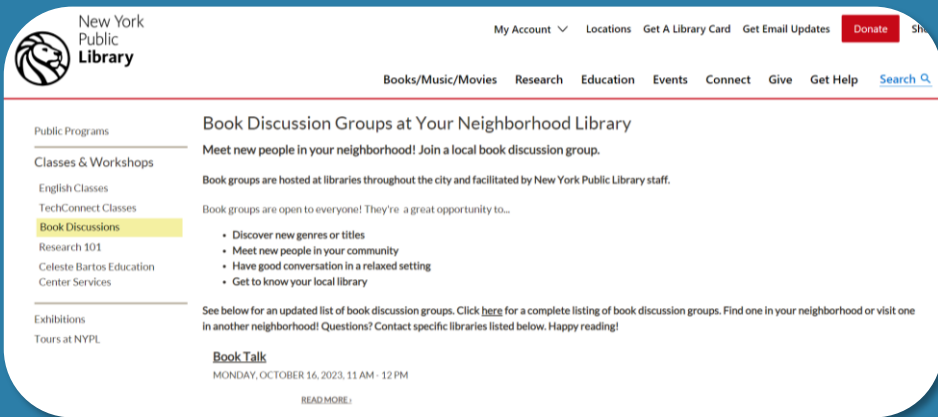 New York
Public
Library
My Account
Locations
Get A Library Card
Get Email Updates
Donate
Books/Music/Movies
Research
Education
Events
Connect
Give
Get Help
Search
Public Programs
Classes & Workshops
English Classes
TechConnect Classes
Book Discussions
Research 101
Celeste Bartos Education
Center Services
Exhibitions
Tours at NYPL
Book Discussion Groups at Your Neighborhood Library
Meet new people in your neighborhood! Join a local book discussion group.
Book groups are hosted at libraries throughout the city and facilitated by New York Public Library staff.
Book groups are open to everyone! They're a great opportunity to...
• Discover new genres or titles
• Meet new people in your community
• Have good conversation in a relaxed setting
• Get to know your local library
See below for an updated list of book discussion groups. Click here for a complete listing of book discussion groups. Find one in your neighborhood or visit one
in another neighborhood! Questions? Contact specific libraries listed below. Happy reading!
Book Talk
MONDAY, OCTOBER 16, 2023, 11 AM - 12 PM
READ MORE ›